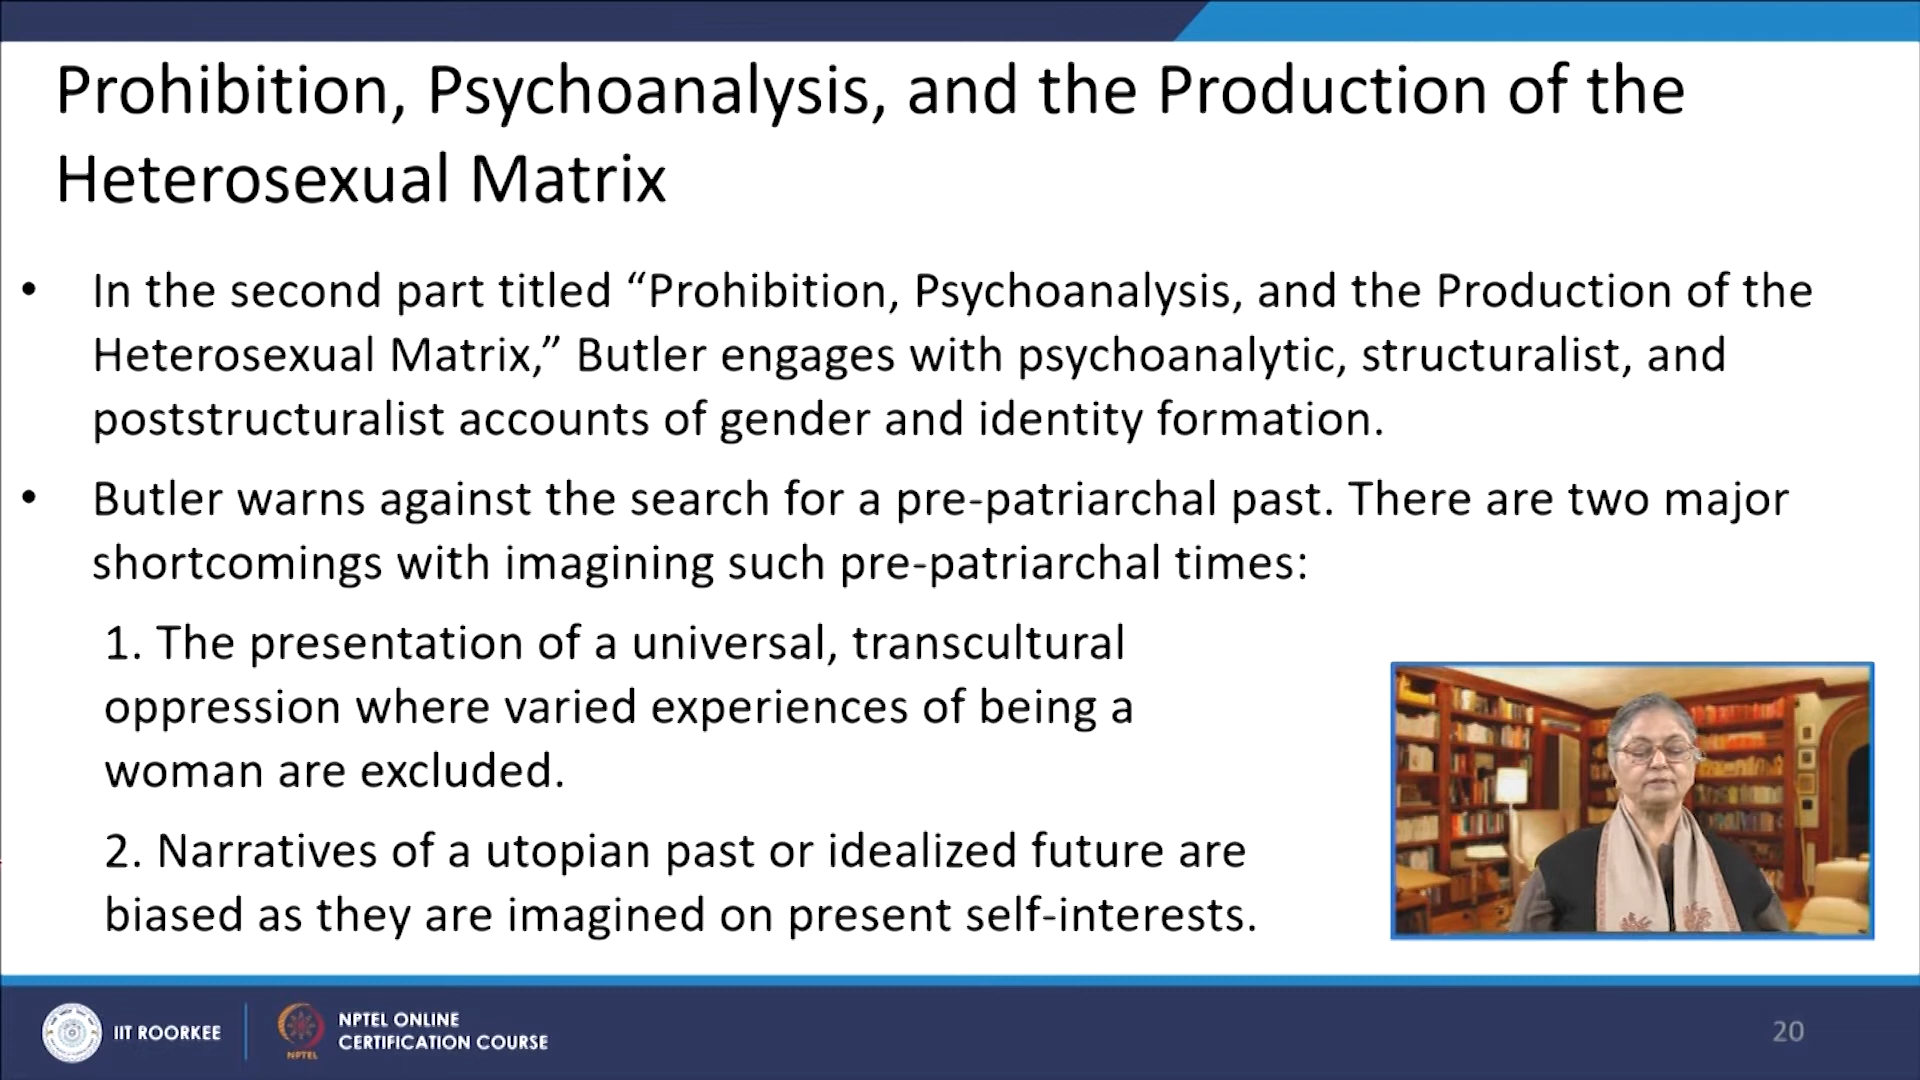 Prohibition, Psychoanalysis, and the Production of the
Heterosexual Matrix
• In the second part titled “Prohibition, Psychoanalysis, and the Production of the
Heterosexual Matrix,” Butler engages with psychoanalytic, structuralist, and
poststructuralist accounts of gender and identity formation.
• Butler warns against the search for a pre-patriarchal past. There are two major
shortcomings with imagining such pre-patriarchal times:
1. The presentation of a universal, transcultural
oppression where varied experiences of being a
woman are excluded.
2. Narratives of a utopian past or idealized future are
biased as they are imagined on present self-interests.
IIT ROORKEE
NPTEL
NPTEL ONLINE
CERTIFICATION COURSE
20